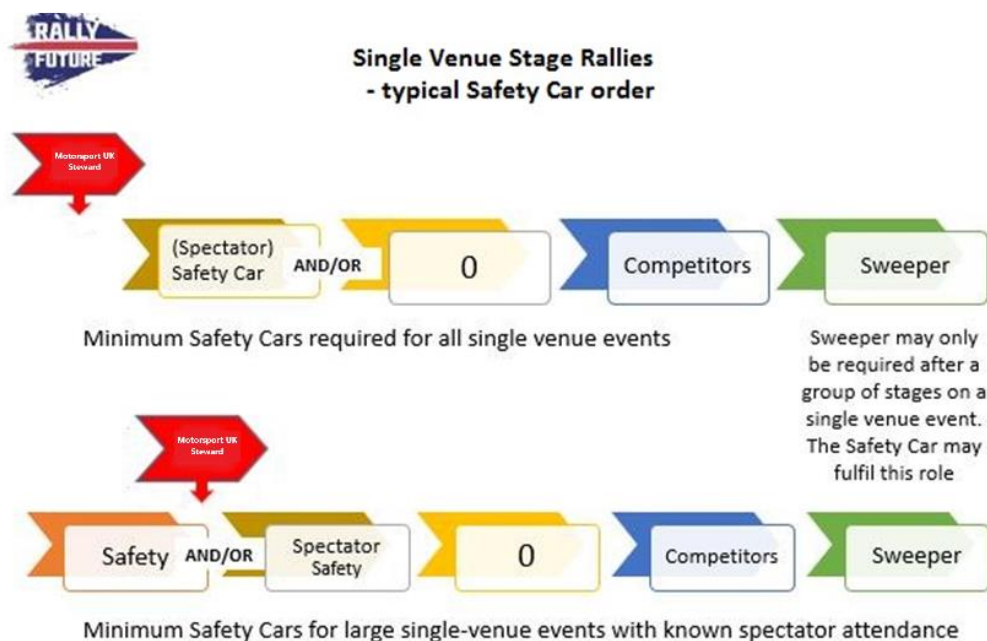 RALLY
FUTURE
Single Venue Stage Rallies
- typical Safety Car order
Motorsport UK
Steward
(Spectator)
Safety Car
AND/OR
0
Competitors
Sweeper
Minimum Safety Cars required for all single venue events
Sweeper may only
be required after a
group of stages on a
single venue event.
The Safety Car may
fulfil this role
Motorsport UK
Steward
Safety
AND/OR
Spectator
Safety
0
Competitors
Sweeper
Minimum Safety Cars for large single-venue events with known spectator attendance